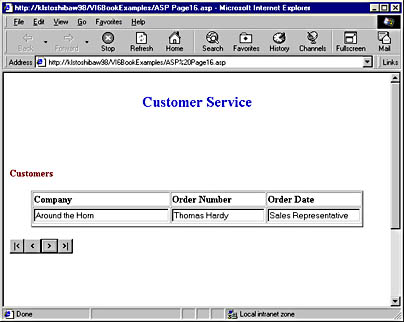 http://klstoshibaw98/VI6BookExamples/ASP Page16.asp - Microsoft Internet Explorer
File Edit View Go Favorites Help
Back Forward Stop Refresh Home Search Favorites History Channels Fullscreen Mail
Address http://klstoshibaw98/VI6BookExamples/ASP%20Page16.asp Links
Customer Service
Customers
Company Order Number Order Date
Around the Horn Thomas Hardy Sales Representative
|< < > >|
Done Local intranet zone